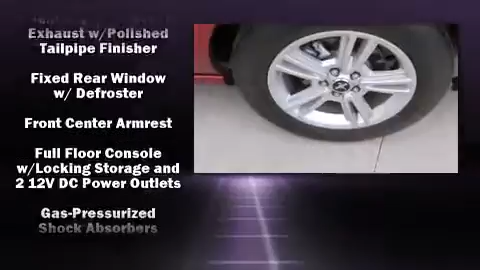 Exhaust w/Polished
Tailpipe Finisher
Fixed Rear Window
w/ Defroster
Front Center Armrest
Full Floor Console
w/Locking Storage and
2 12V DC Power Outlets
Gas-Pressurized
Shock Absorbers